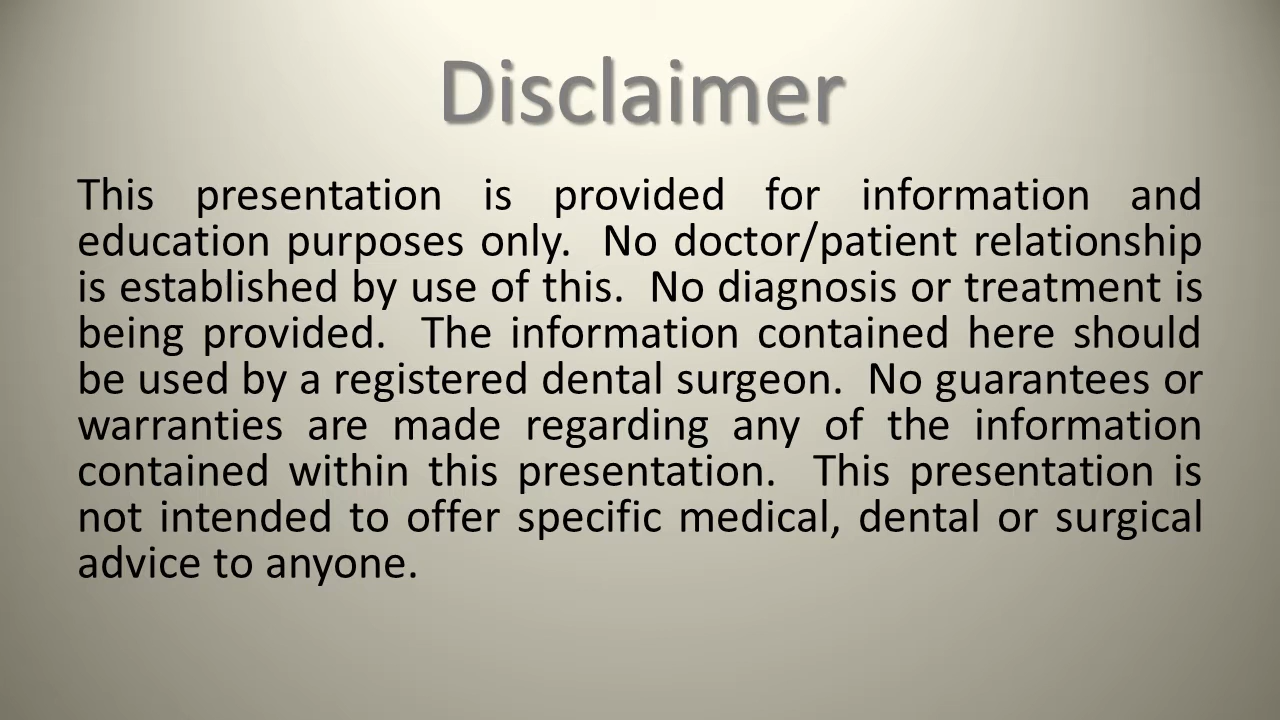 Disclaimer
This presentation is provided for information and
education purposes only.  No doctor/patient relationship
is established by use of this.  No diagnosis or treatment is
being provided.  The information contained here should
be used by a registered dental surgeon.  No guarantees or
warranties are made regarding any of the information
contained within this presentation.  This presentation is
not intended to offer specific medical, dental or surgical
advice to anyone.